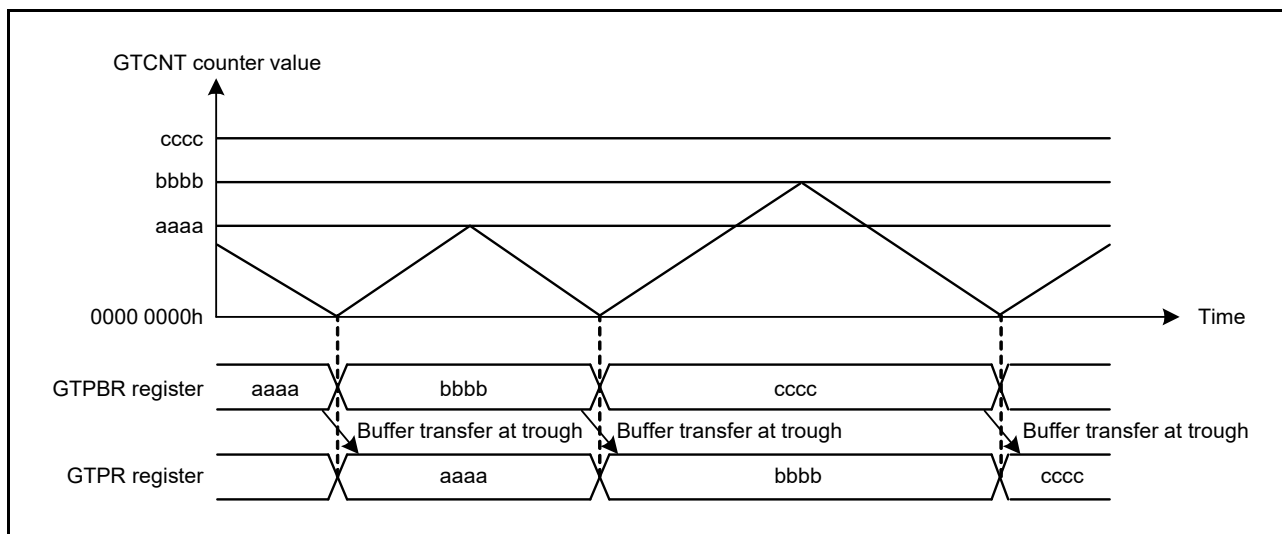 GTCNT counter value
cccc
bbbb
aaaa
0000 0000h
Time
GTPBR register
aaaa
bbbb
cccc
Buffer transfer at trough
Buffer transfer at trough
Buffer transfer at trough
GTPR register
aaaa
bbbb
cccc